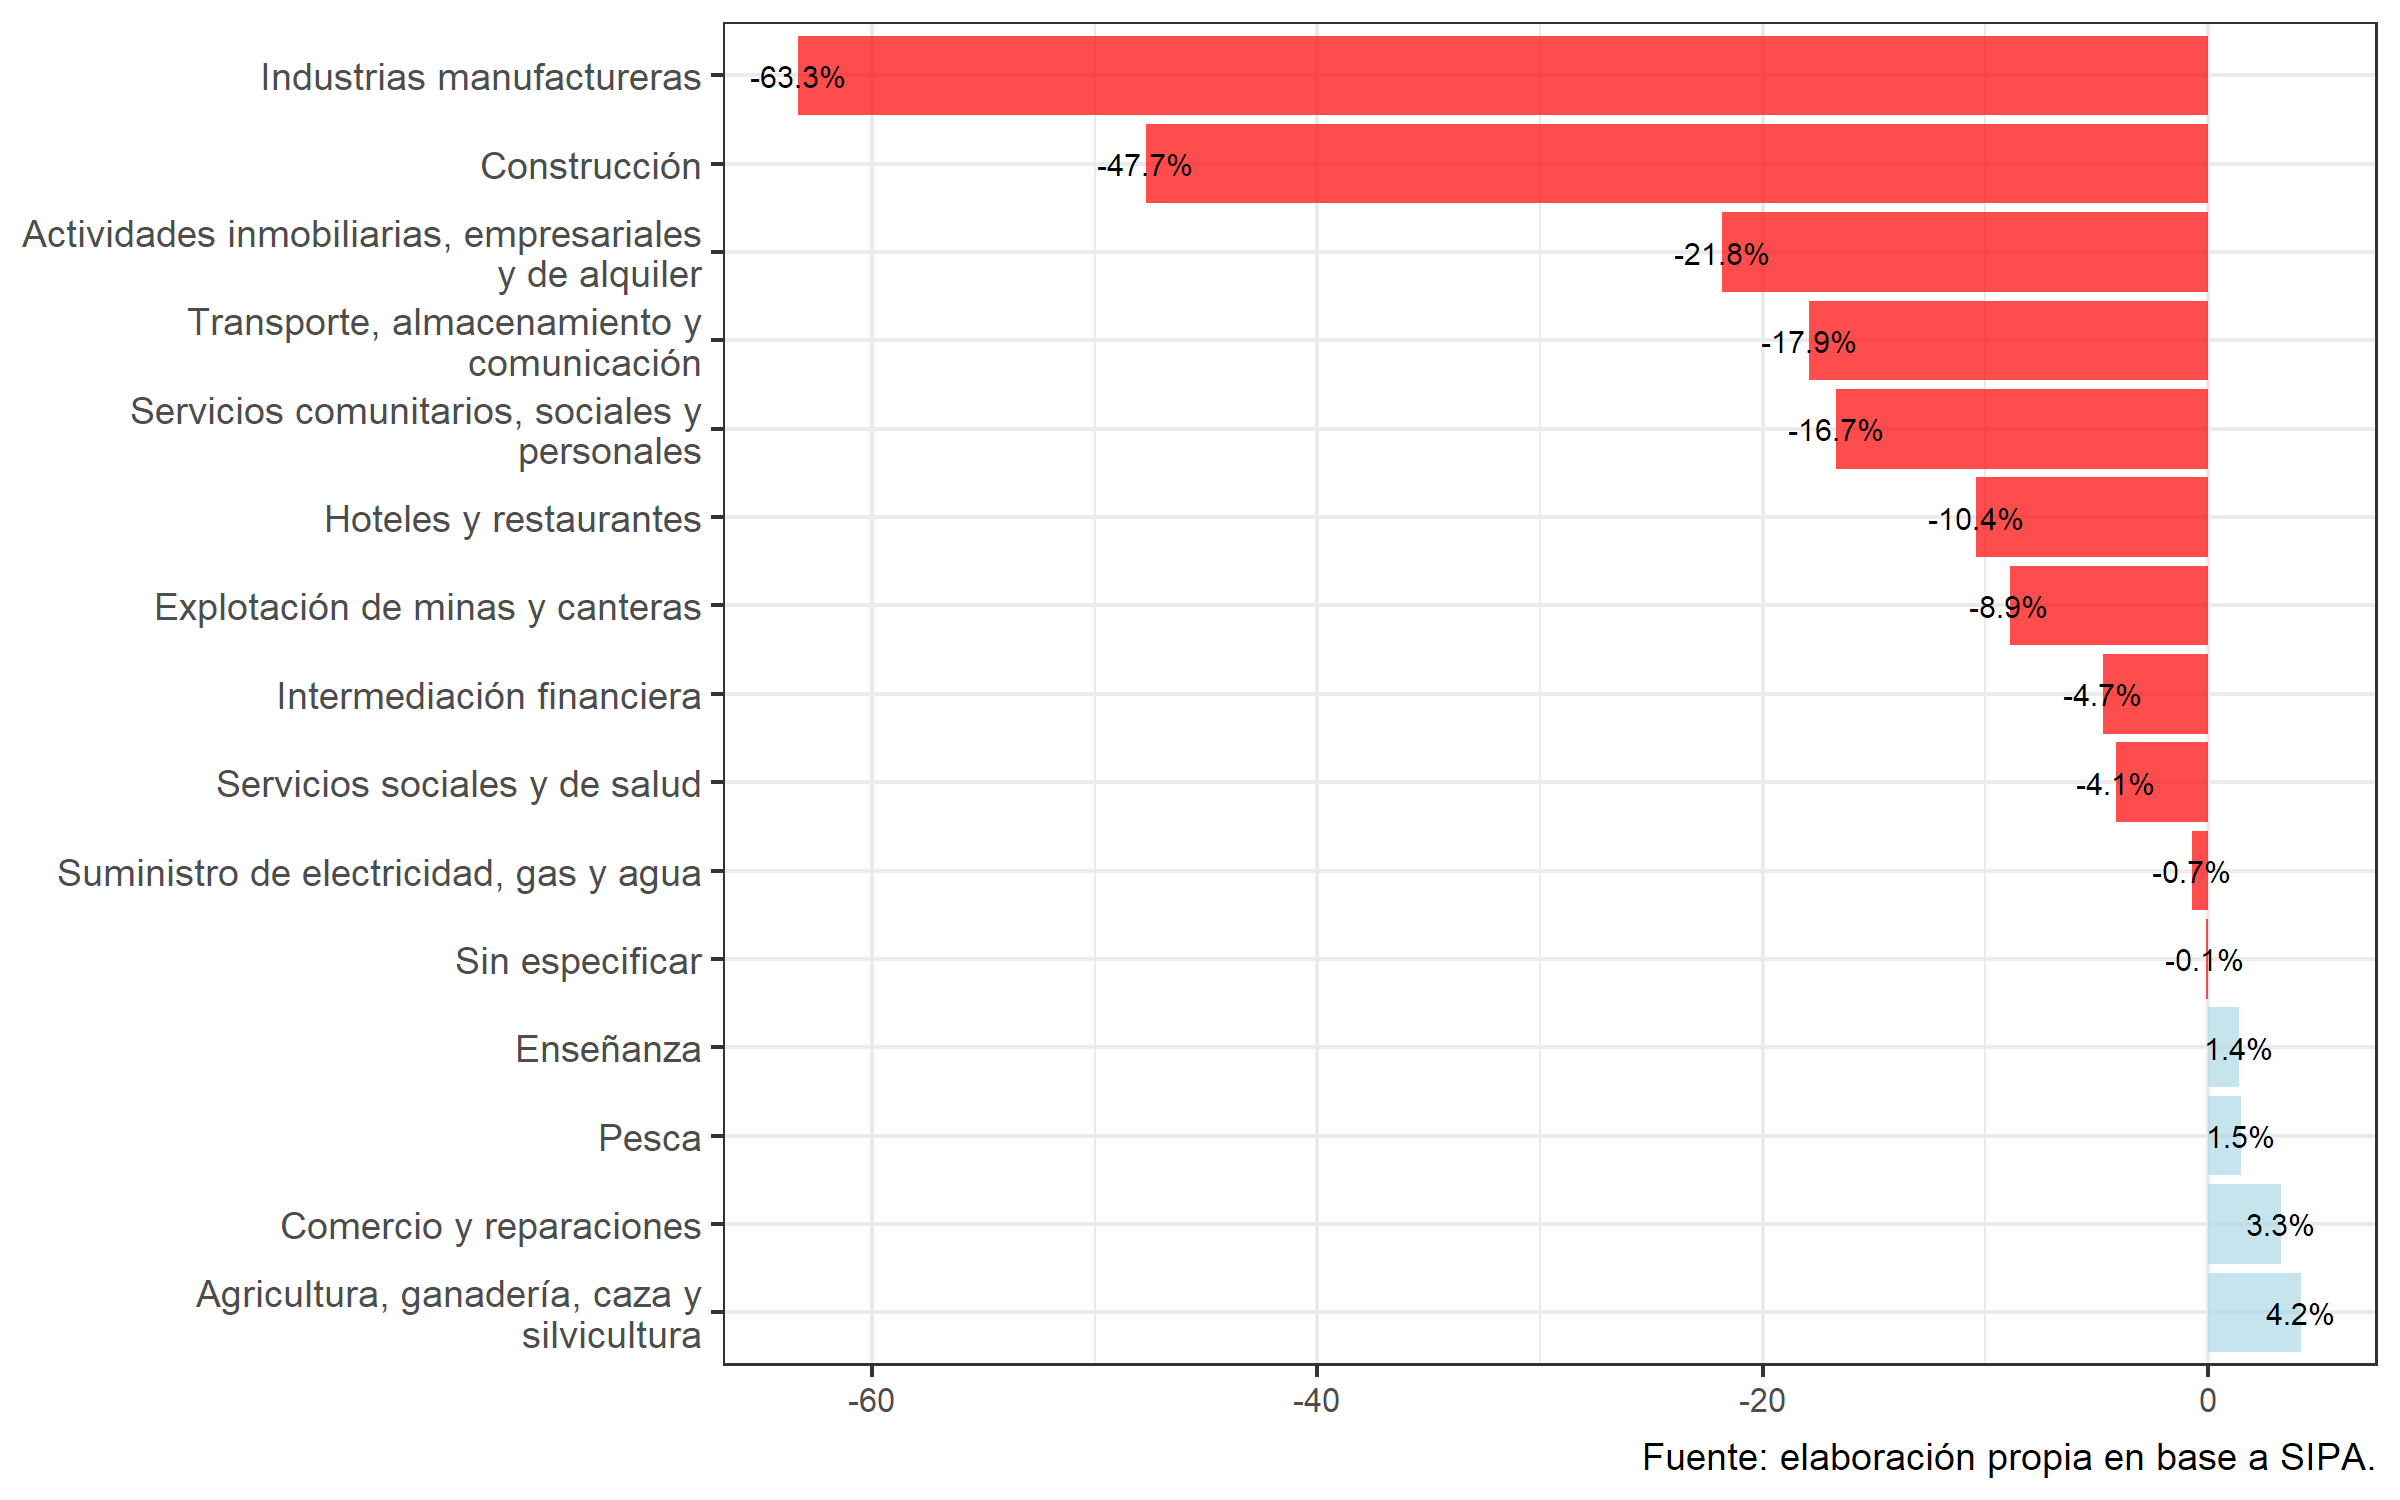 Industrias manufactureras
-63.3%
Construcción
-47.7%
Actividades inmobiliarias, empresariales
y de alquiler
-21.8%
Transporte, almacenamiento y
comunicación
-17.9%
Servicios comunitarios, sociales y
personales
-16.7%
Hoteles y restaurantes
-10.4%
Explotación de minas y canteras
-8.9%
Intermediación financiera
-4.7%
Servicios sociales y de salud
-4.1%
Suministro de electricidad, gas y agua
-0.7%
Sin especificar
-0.1%
Enseñanza
1.4%
Pesca
1.5%
Comercio y reparaciones
3.3%
Agricultura, ganadería, caza y
silvicultura
4.2%
-60
-40
-20
0
Fuente: elaboración propia en base a SIPA.